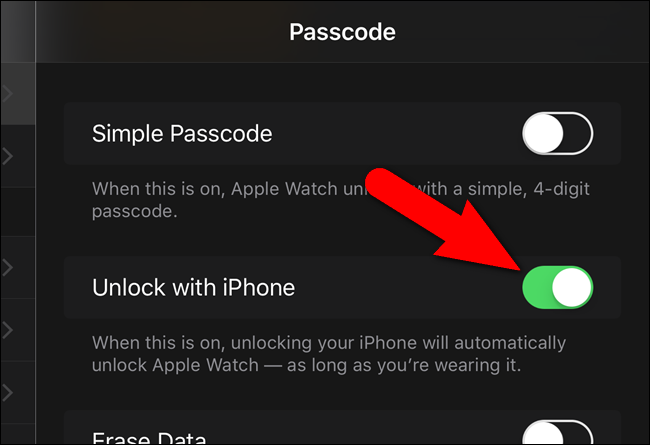 Passcode
Simple Passcode
When this is on, Apple Watch un with a simple, 4-digit
passcode.
Unlock with iPhone
When this is on, unlocking your iPhone will automatically
unlock Apple Watch — as long as you're wearing it.
Erase Data